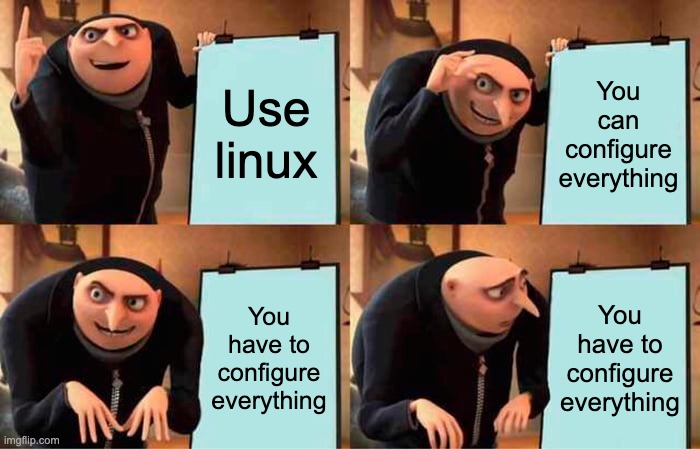 Use
linux
You
can
configure
everything
You
have to
configure
everything
You
have to
configure
everything
imgflip.com